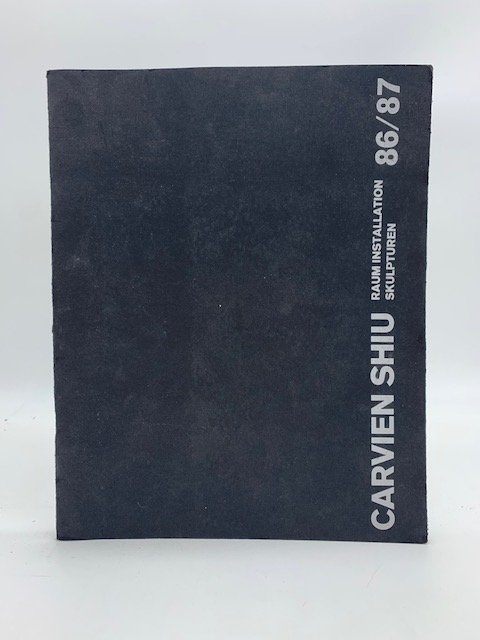 CARVIEN SHIU
RAUM INSTALLATION
SKULPTUREN
86/87